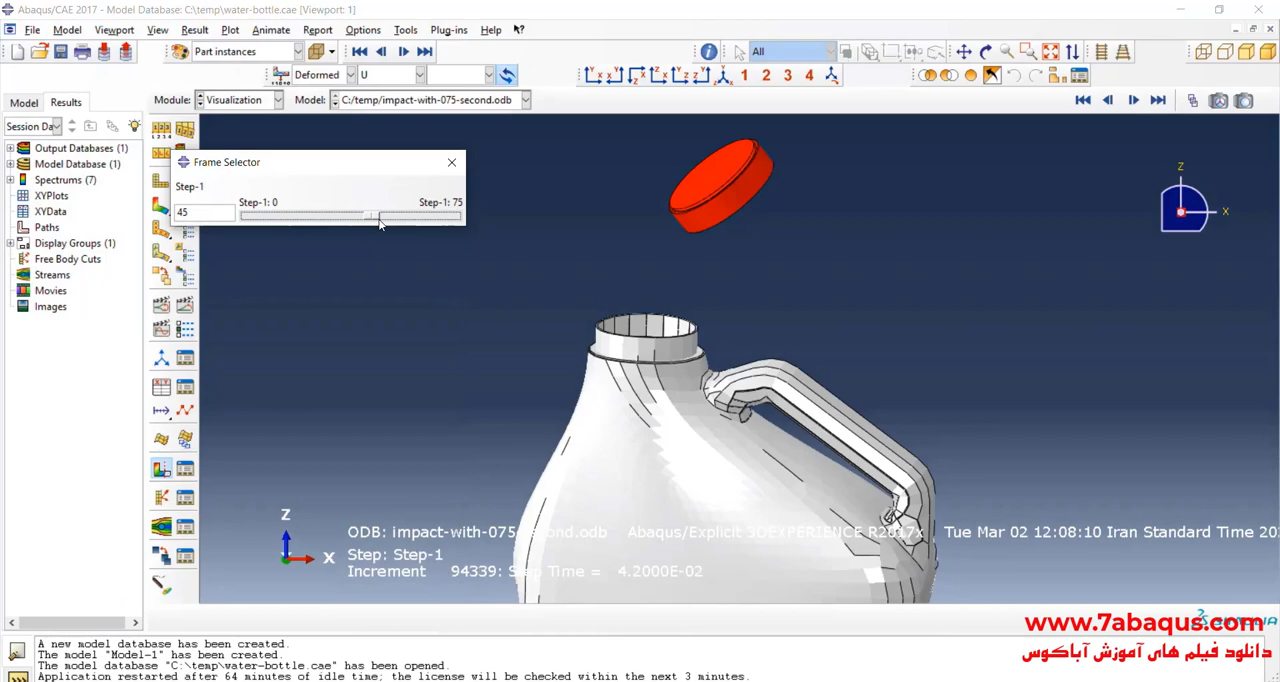 Abaqus/CAE 2017 - Model Database: C:\temp\water-bottle.cae [Viewport: 1]
File Model Viewport View Result Plot Animate Report Options Tools Plug-ins Help
Part instances
All
Deformed U
1 2 3 4
Model Results
Module: Visualization Model: C:/temp/impact-with-075-second.odb
Session Da
Output Databases (1)
Model Database (1)
Spectrums (7)
XYPlots
XYData
Paths
Display Groups (1)
Free Body Cuts
Streams
Movies
Images
Frame Selector
Step-1
Step-1: 0 Step-1: 75
45
Z
X
Z
X
ODB: impact-with-075-second.odb Abaqus/Explicit 3DEXPERIENCE R2017x Tue Mar 02 12:08:10 Iran Standard Time 20
Step: Step-1
Increment 94339: Step Time = 4.2000E-02
www.7abaqus.com
دانلود فیلم های آموزش آباکوس
A new model database has been created.
The model "Model-1" has been created.
The model database "C:\temp\water-bottle.cae" has been opened.
Application restarted after 64 minutes of idle time; the license will be checked within the next 3 minutes.